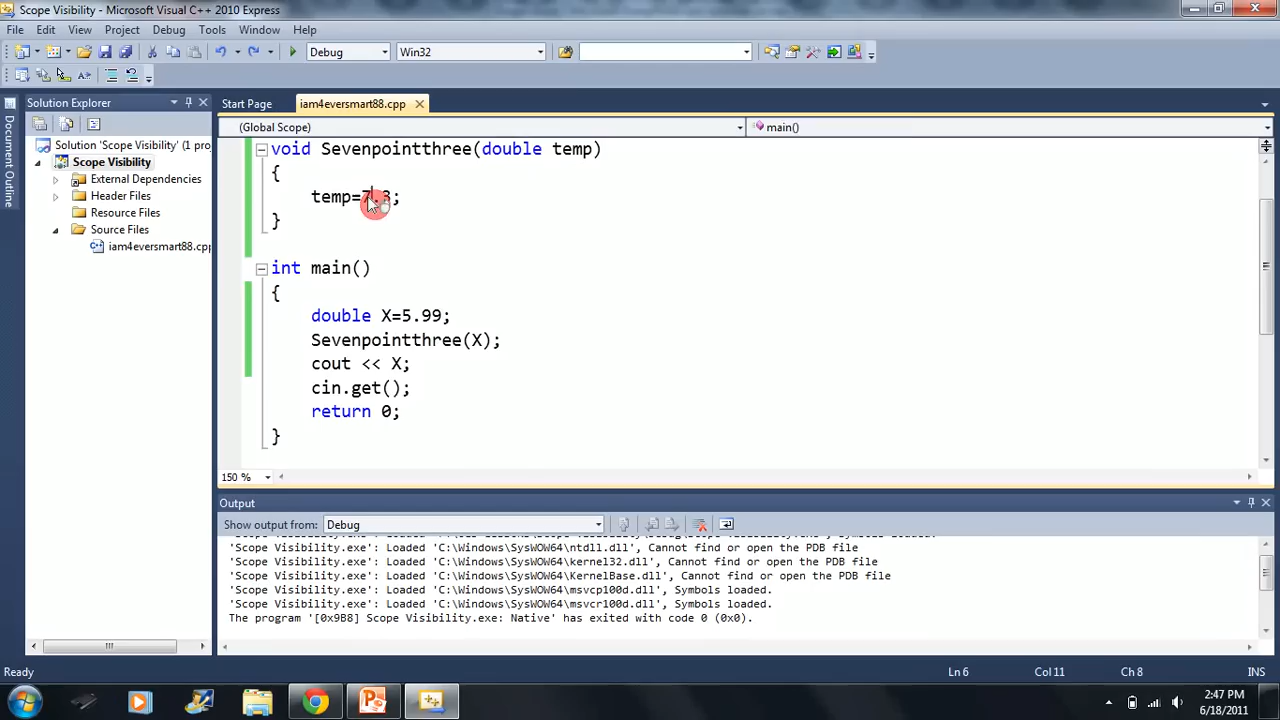 Scope Visibility - Microsoft Visual C++ 2010 Express
File Edit View Project Debug Tools Window Help
Debug Win32
Solution Explorer Start Page iam4eversmart88.cpp
(Global Scope) main()
Document Outline
Solution 'Scope Visibility' (1 proj
Scope Visibility
External Dependencies
Header Files
Resource Files
Source Files
iam4eversmart88.cpp
void Sevenpointthree(double temp)
{
temp=7.3;
}
int main()
{
double X=5.99;
Sevenpointthree(X);
cout << X;
cin.get();
return 0;
}
150 %
Output
Show output from: Debug
'Scope Visibility.exe': Loaded 'C:\Windows\SysWOW64\ntdll.dll', Cannot find or open the PDB file
'Scope Visibility.exe': Loaded 'C:\Windows\SysWOW64\kernel32.dll', Cannot find or open the PDB file
'Scope Visibility.exe': Loaded 'C:\Windows\SysWOW64\KernelBase.dll', Cannot find or open the PDB file
'Scope Visibility.exe': Loaded 'C:\Windows\SysWOW64\msvcp100d.dll', Symbols loaded.
'Scope Visibility.exe': Loaded 'C:\Windows\SysWOW64\msvcr100d.dll', Symbols loaded.
The program '[0x9B8] Scope Visibility.exe: Native' has exited with code 0 (0x0).
Ready Ln 6 Col 11 Ch 8 INS
2:47 PM
6/18/2011